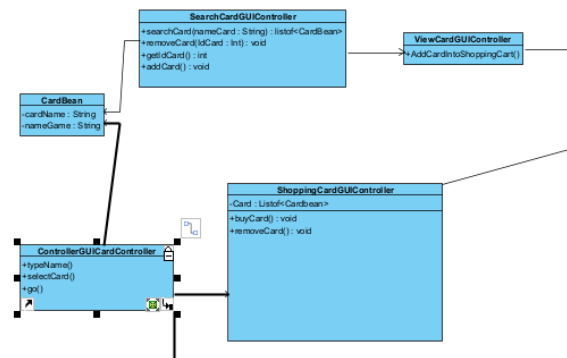 SearchCardGUIController
+searchCard(nameCard : String) : listof<CardBean>
+removeCard(IdCard : Int) : void
+getIdCard() : int
+addCard() : void
ViewCardGUIController
+AddCardIntoShoppingCart()
CardBean
-cardName : String
-nameGame : String
ShoppingCardGUIController
-Card : Listof<Cardbean>
+buyCard() : void
+removeCard() : void
ControllerGUICardController
+typeName()
+selectCard()
+go()